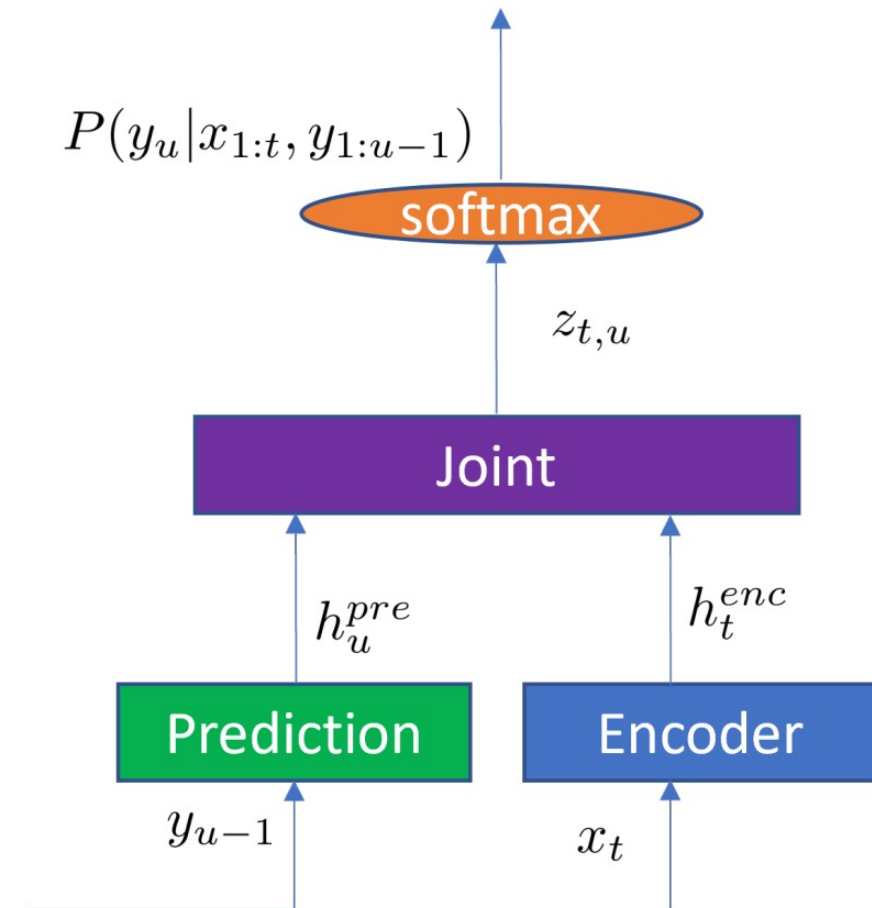 P(y_u|x_{1:t}, y_{1:u-1})
softmax
z_{t,u}
Joint
h_u^{pre}
h_t^{enc}
Prediction
Encoder
y_{u-1}
x_t